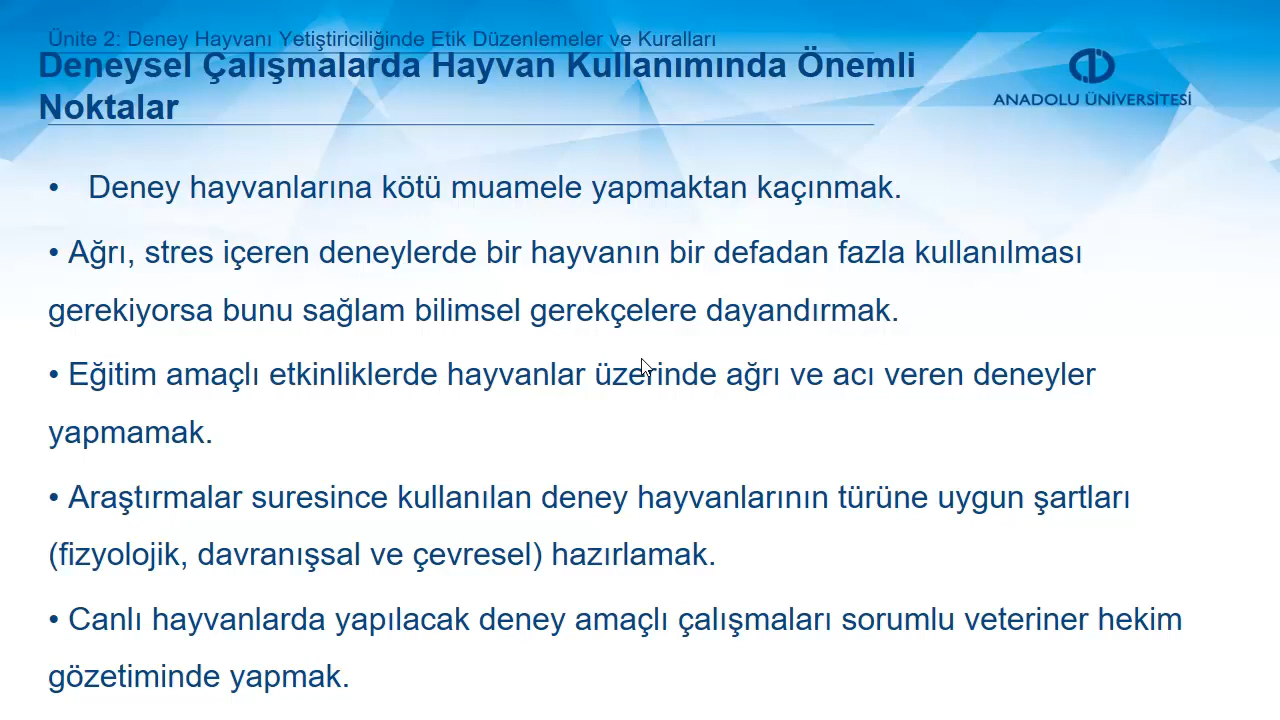 Ünite 2: Deney Hayvanı Yetiştiriciliğinde Etik Düzenlemeler ve Kuralları
Deneysel Çalışmalarda Hayvan Kullanımında Önemli
Noktalar
ANADOLU ÜNİVERSİTESİ
• Deney hayvanlarına kötü muamele yapmaktan kaçınmak.
• Ağrı, stres içeren deneylerde bir hayvanın bir defadan fazla kullanılması
gerekiyorsa bunu sağlam bilimsel gerekçelere dayandırmak.
• Eğitim amaçlı etkinliklerde hayvanlar üzerinde ağrı ve acı veren deneyler
yapmamak.
• Araştırmalar suresince kullanılan deney hayvanlarının türüne uygun şartları
(fizyolojik, davranışsal ve çevresel) hazırlamak.
• Canlı hayvanlarda yapılacak deney amaçlı çalışmaları sorumlu veteriner hekim
gözetiminde yapmak.